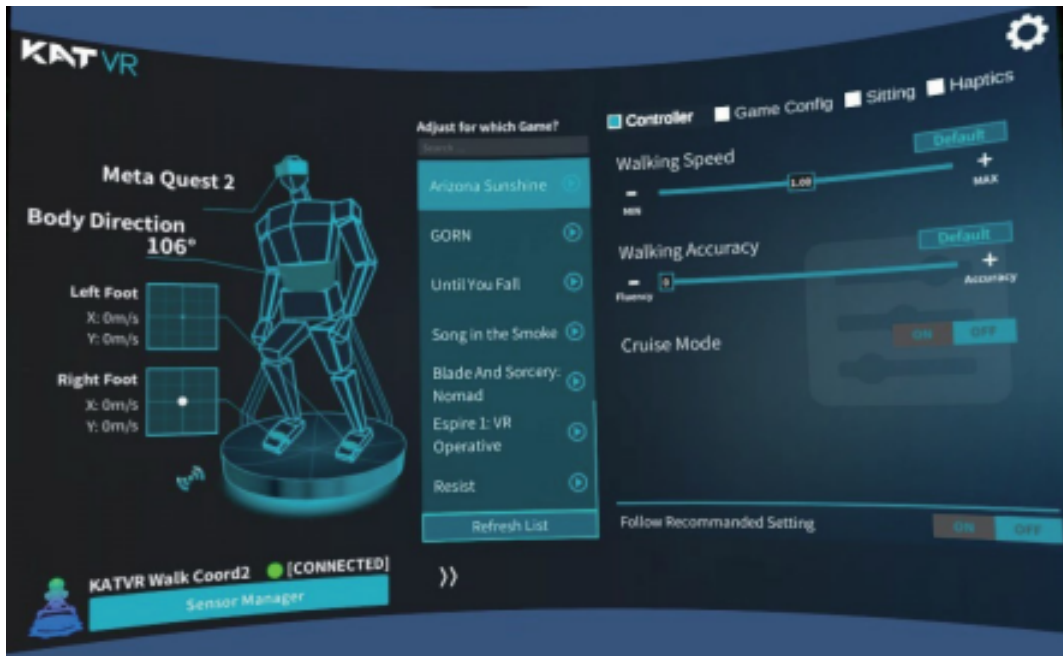 KAT VR
Meta Quest 2
Body Direction
106°
Left Foot
X: 0m/s
Y: 0m/s
Right Foot
X: 0m/s
Y: 0m/s
KATVR Walk Coord2 [CONNECTED]
Sensor Manager
Adjust for which Game?
Search ...
Arizona Sunshine
GORN
Until You Fall
Song in the Smoke
Blade And Sorcery:
Nomad
Espire 1: VR
Operative
Resist
Refresh List
Controller Game Config Sitting Haptics
Walking Speed Default
- 1.00 +
MIN MAX
Walking Accuracy Default
- 0 +
Fluency Accuracy
Cruise Mode ON OFF
Follow Recommanded Setting ON OFF